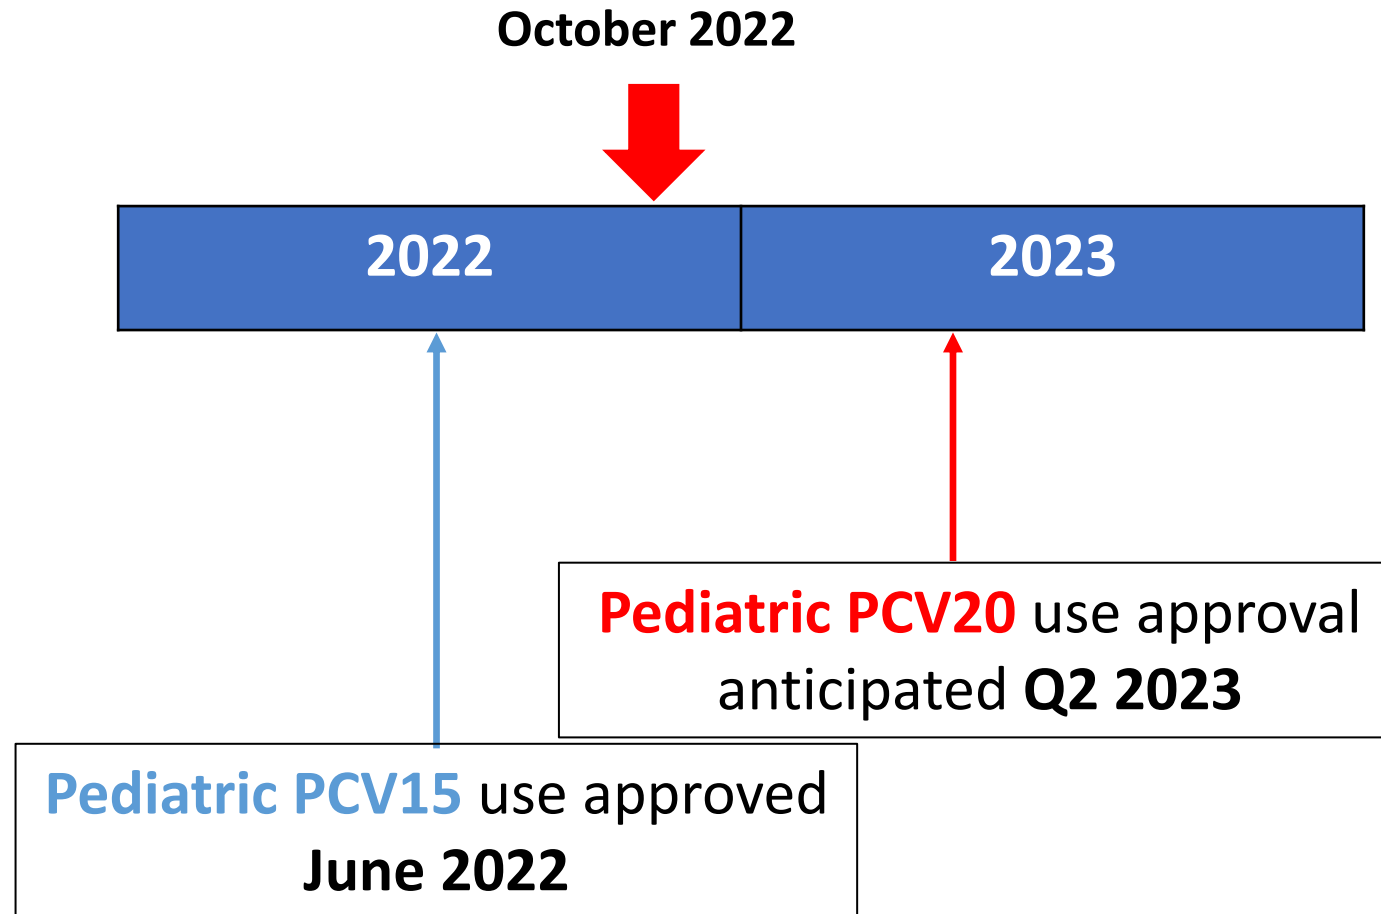 October 2022
2022
2023
Pediatric PCV20 use approval
anticipated Q2 2023
Pediatric PCV15 use approved
June 2022